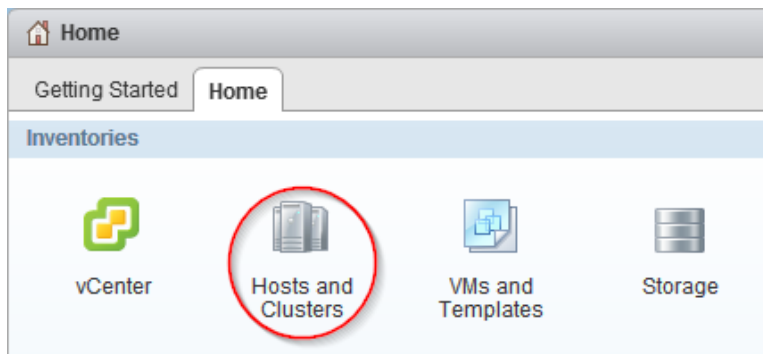 Home
Getting Started Home
Inventories
vCenter Hosts and Clusters VMs and Templates Storage